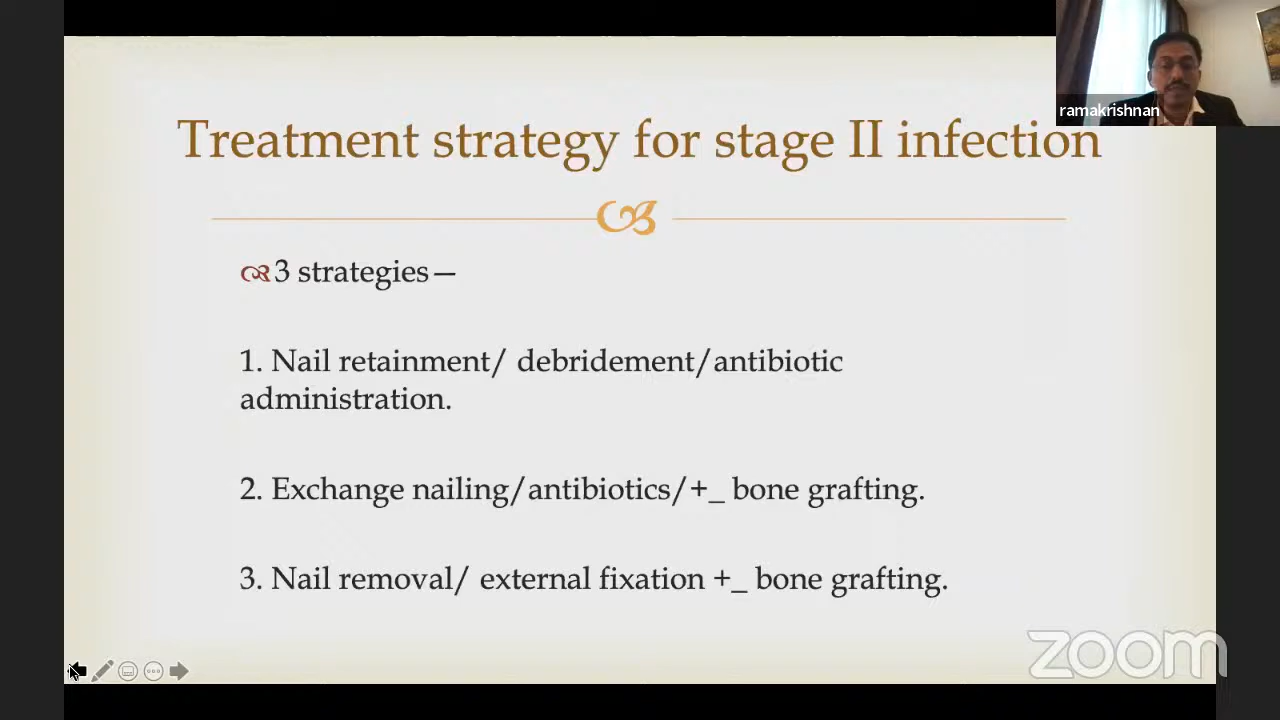 ramakrishnan
Treatment strategy for stage II infection
3 strategies—
1. Nail retainment/ debridement/antibiotic
administration.
2. Exchange nailing/antibiotics/+_ bone grafting.
3. Nail removal/ external fixation +_ bone grafting.
zoom